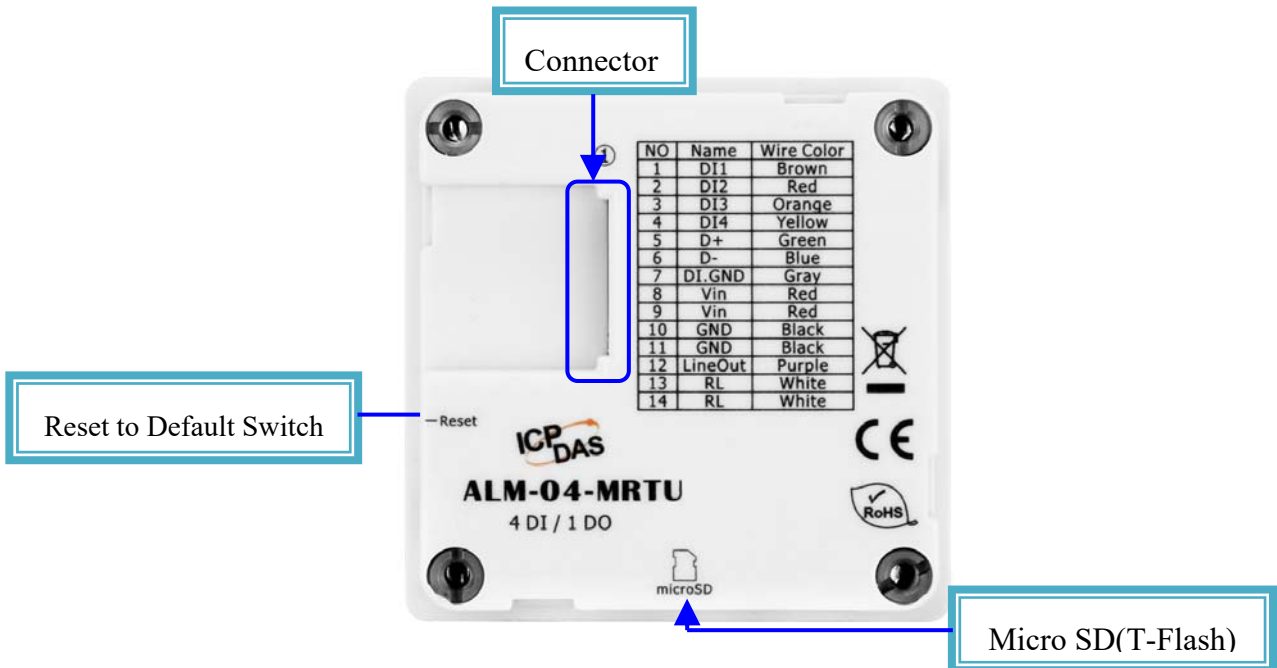 Connector
①
NO Name Wire Color
1 DI1 Brown
2 DI2 Red
3 DI3 Orange
4 DI4 Yellow
5 D+ Green
6 D- Blue
7 DI.GND Gray
8 Vin Red
9 Vin Red
10 GND Black
11 GND Black
12 LineOut Purple
13 RL White
14 RL White
Reset to Default Switch
Reset
ICP DAS
CE
ALM-04-MRTU
4 DI / 1 DO
RoHS
microSD
Micro SD(T-Flash)